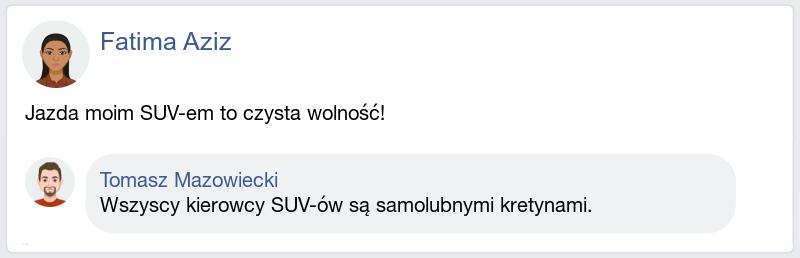 Fatima Aziz
Jazda moim SUV-em to czysta wolność!
Tomasz Mazowiecki
Wszyscy kierowcy SUV-ów są samolubnymi kretynami.